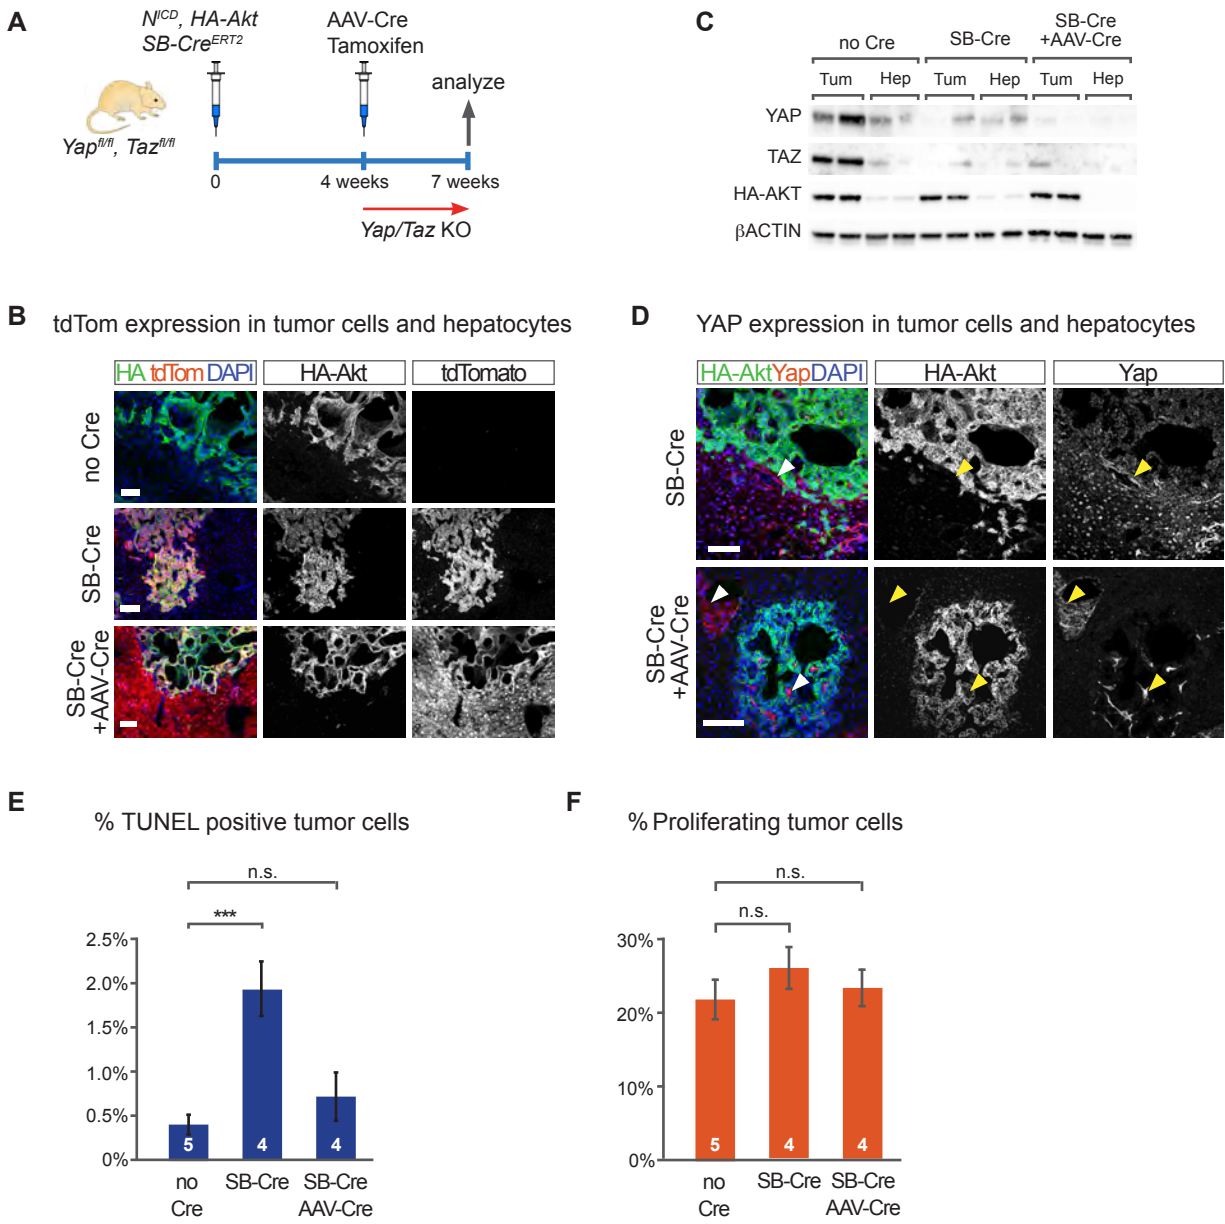 A
N^ICD, HA-Akt
SB-Cre^ERT2
AAV-Cre
Tamoxifen
analyze
Yap^fl/fl, Taz^fl/fl
0
4 weeks
7 weeks
Yap/Taz KO
B
tdTom expression in tumor cells and hepatocytes
HA tdTom DAPI
HA-Akt
tdTomato
no Cre
SB-Cre
SB-Cre
+AAV-Cre
C
no Cre
SB-Cre
SB-Cre
+AAV-Cre
Tum Hep Tum Hep Tum Hep
YAP
TAZ
HA-AKT
βACTIN
D
YAP expression in tumor cells and hepatocytes
HA-AktYapDAPI
HA-Akt
Yap
SB-Cre
SB-Cre
+AAV-Cre
E
% TUNEL positive tumor cells
n.s.
***
2.5%
2.0%
1.5%
1.0%
0.5%
0%
5
4
4
no
Cre
SB-Cre
SB-Cre
AAV-Cre
F
% Proliferating tumor cells
n.s.
n.s.
30%
20%
10%
0%
5
4
4
no
Cre
SB-Cre
SB-Cre
AAV-Cre